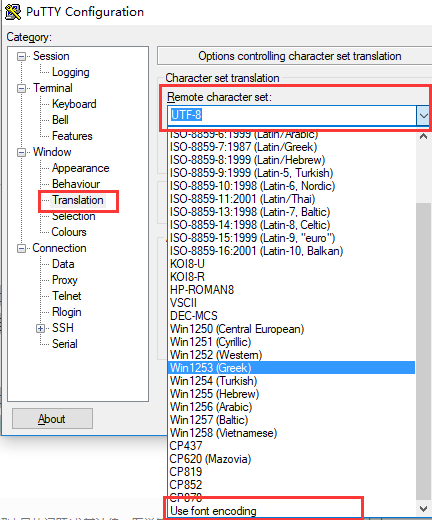 PuTTY Configuration
Category:
Session
Logging
Terminal
Keyboard
Bell
Features
Window
Appearance
Behaviour
Translation
Selection
Colours
Connection
Data
Proxy
Telnet
Rlogin
SSH
Serial
About
Options controlling character set translation
Character set translation
Remote character set:
UTF-8
ISO-8859-6:1999 (Latin/Arabic)
ISO-8859-7:1987 (Latin/Greek)
ISO-8859-8:1999 (Latin/Hebrew)
ISO-8859-9:1999 (Latin-5, Turkish)
ISO-8859-10:1998 (Latin-6, Nordic)
ISO-8859-11:2001 (Latin/Thai)
ISO-8859-13:1998 (Latin-7, Baltic)
ISO-8859-14:1998 (Latin-8, Celtic)
ISO-8859-15:1999 (Latin-9, "euro")
ISO-8859-16:2001 (Latin-10, Balkan)
KOI8-U
KOI8-R
HP-ROMAN8
VSCII
DEC-MCS
Win1250 (Central European)
Win1251 (Cyrillic)
Win1252 (Western)
Win1253 (Greek)
Win1254 (Turkish)
Win1255 (Hebrew)
Win1256 (Arabic)
Win1257 (Baltic)
Win1258 (Vietnamese)
CP437
CP620 (Mazovia)
CP819
CP852
CP878
Use font encoding